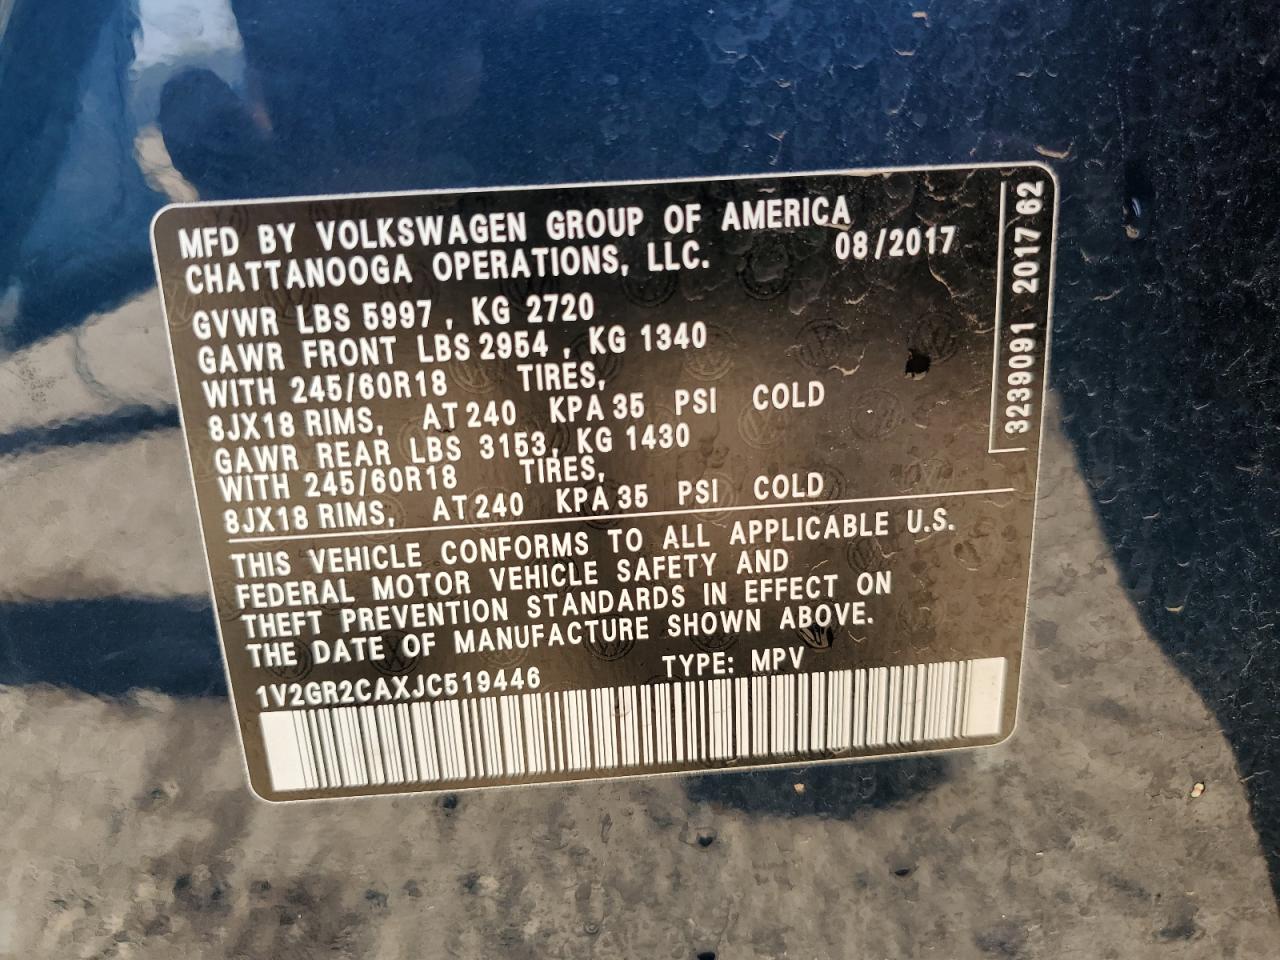 MFD BY VOLKSWAGEN GROUP OF AMERICA
CHATTANOOGA OPERATIONS, LLC. 08/2017
GVWR LBS 5997, KG 2720
GAWR FRONT LBS 2954, KG 1340
WITH 245/60R18 TIRES,
8JX18 RIMS, AT 240 KPA 35 PSI COLD
GAWR REAR LBS 3153, KG 1430
WITH 245/60R18 TIRES,
8JX18 RIMS, AT 240 KPA 35 PSI COLD
THIS VEHICLE CONFORMS TO ALL APPLICABLE U.S.
FEDERAL MOTOR VEHICLE SAFETY AND
THEFT PREVENTION STANDARDS IN EFFECT ON
THE DATE OF MANUFACTURE SHOWN ABOVE.
1V2GR2CAXJC519446 TYPE: MPV
3239091 2017 62